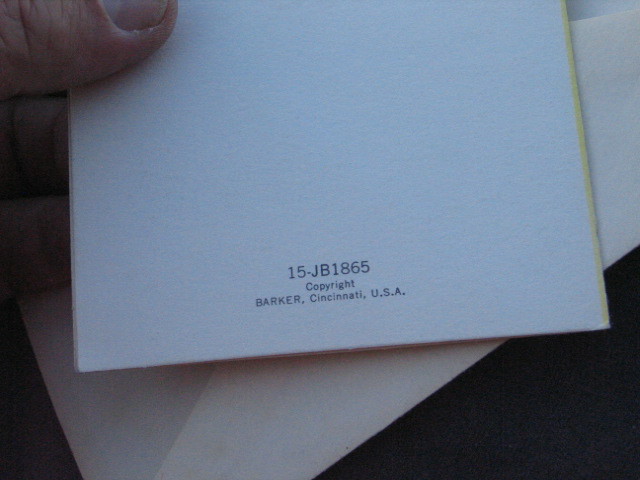 15-JB1865
Copyright
BARKER, Cincinnati, U.S.A.